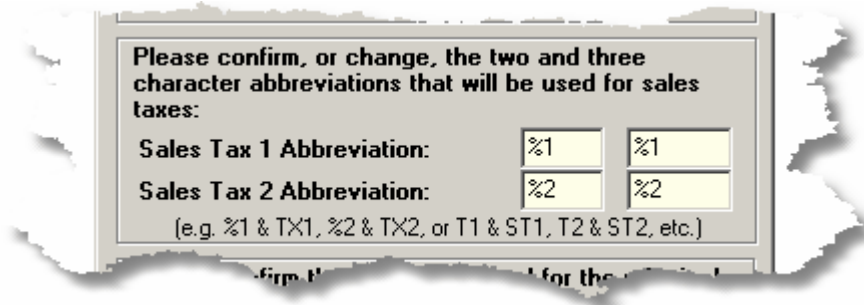 Please confirm, or change, the two and three
character abbreviations that will be used for sales
taxes:
Sales Tax 1 Abbreviation: %1 %1
Sales Tax 2 Abbreviation: %2 %2
(e.g. %1 & TX1, %2 & TX2, or T1 & ST1, T2 & ST2, etc.)
for the